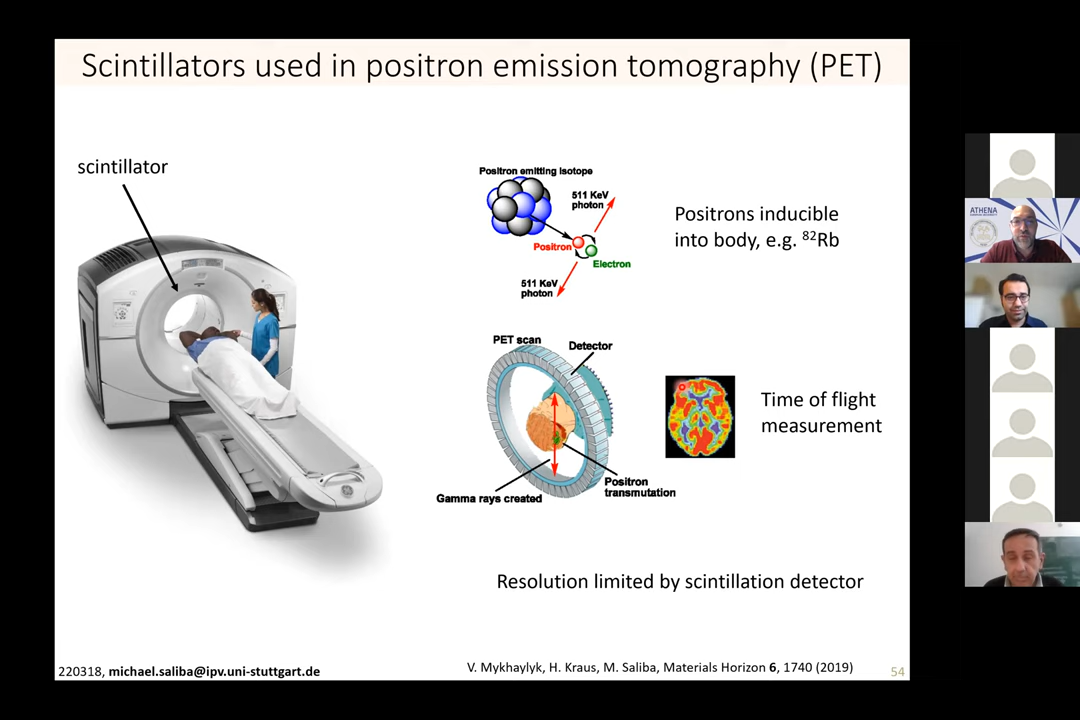 Scintillators used in positron emission tomography (PET)
scintillator
Positron emitting isotope
511 KeV
photon
Positron
Electron
511 KeV
photon
Positrons inducible
into body, e.g. ⁸²Rb
PET scan
Detector
Gamma rays created
Positron
transmutation
Time of flight
measurement
Resolution limited by scintillation detector
220318, michael.saliba@ipv.uni-stuttgart.de
V. Mykhaylyk, H. Kraus, M. Saliba, Materials Horizon 6, 1740 (2019)
54
ATHENA